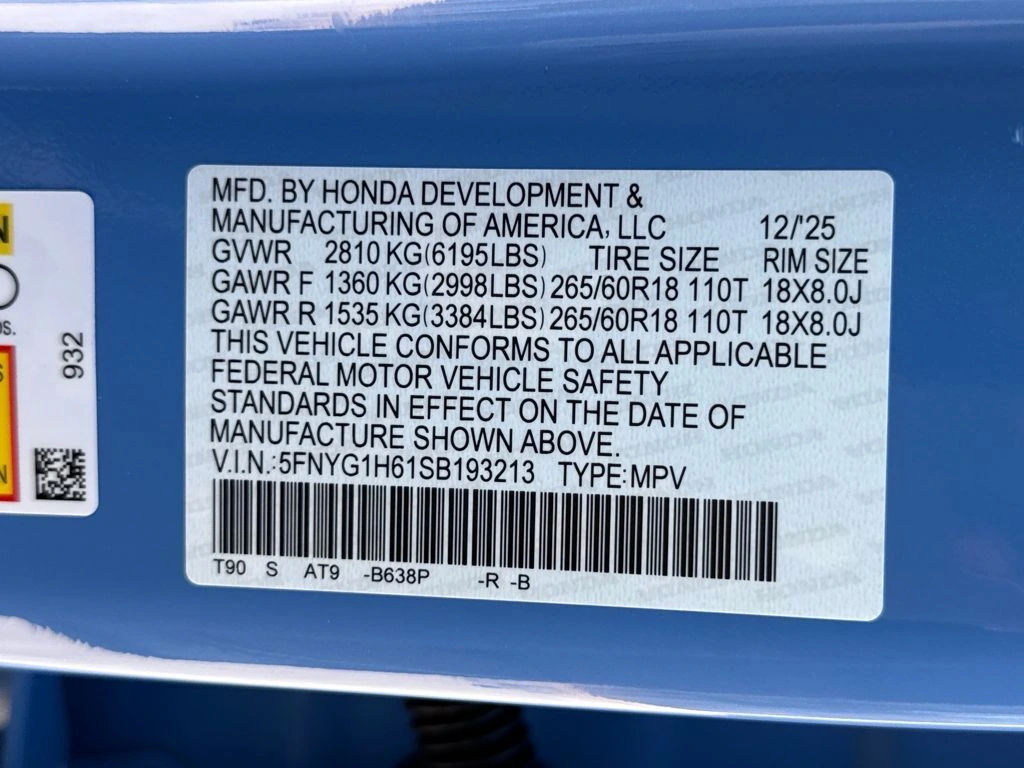 MFD. BY HONDA DEVELOPMENT &
MANUFACTURING OF AMERICA, LLC 12/'25
GVWR 2810 KG(6195LBS) TIRE SIZE RIM SIZE
GAWR F 1360 KG(2998LBS) 265/60R18 110T 18X8.0J
GAWR R 1535 KG(3384LBS) 265/60R18 110T 18X8.0J
THIS VEHICLE CONFORMS TO ALL APPLICABLE
FEDERAL MOTOR VEHICLE SAFETY
STANDARDS IN EFFECT ON THE DATE OF
MANUFACTURE SHOWN ABOVE.
V.I.N.:5FNYG1H61SB193213 TYPE:MPV
T90 S AT9 -B638P -R -B
932